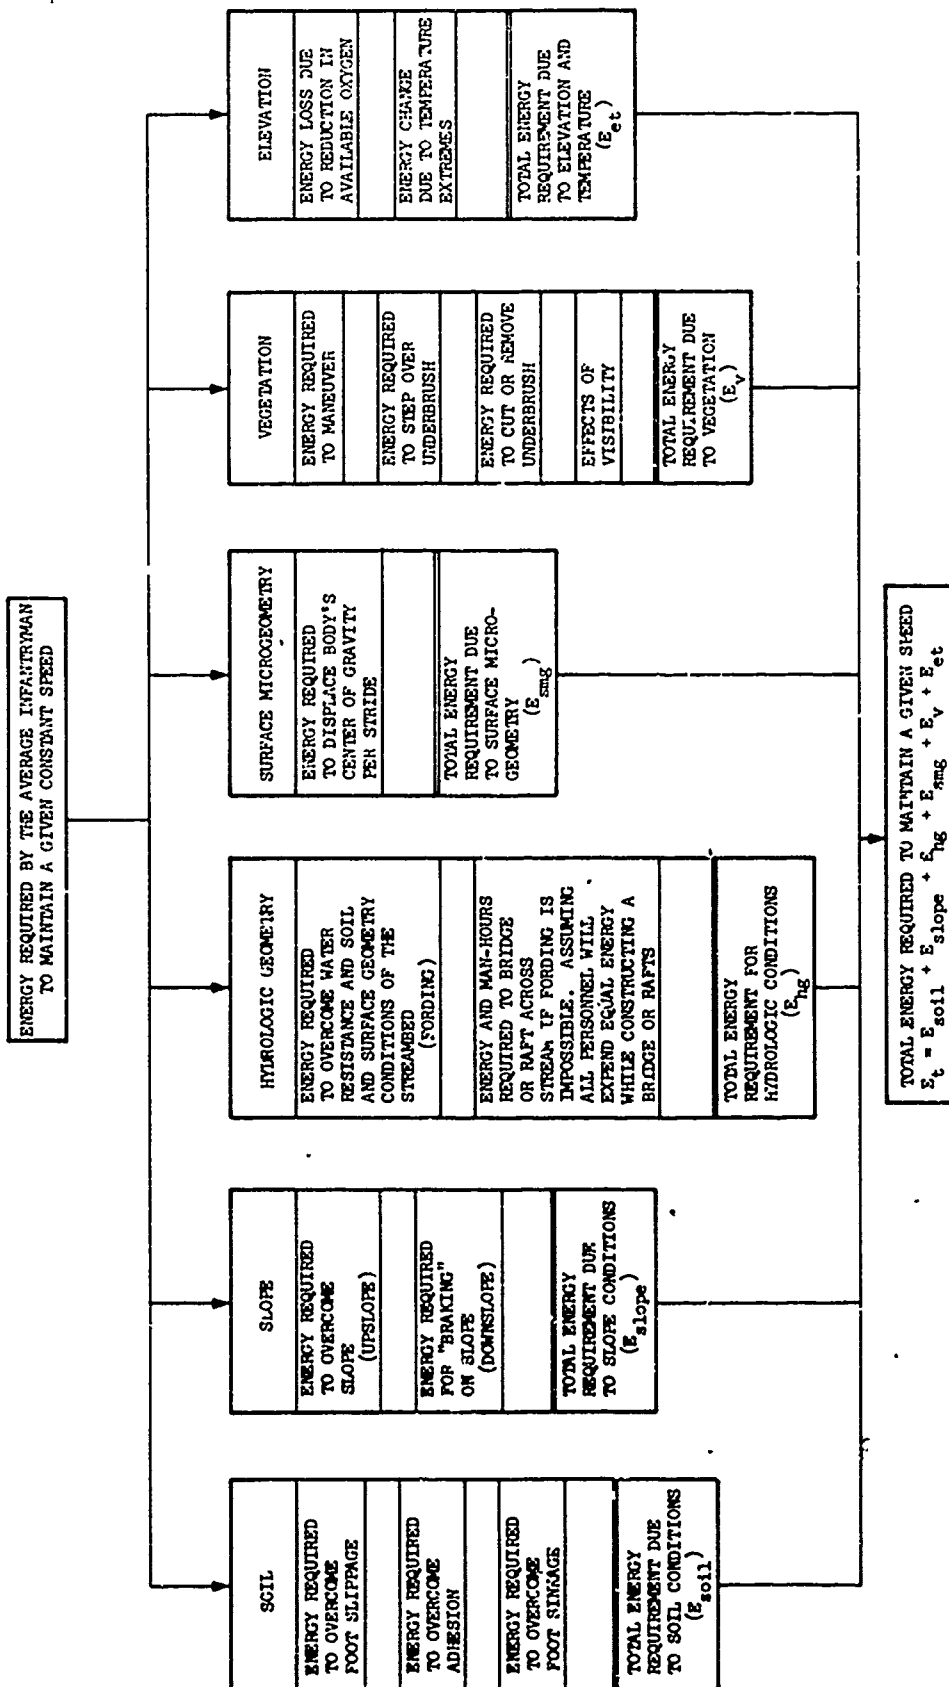 ENERGY REQUIRED BY THE AVERAGE INFANTRYMAN
TO MAINTAIN A GIVEN CONSTANT SPEED
SOIL
ENERGY REQUIRED
TO OVERCOME
FOOT SLIPPAGE
ENERGY REQUIRED
TO OVERCOME
ADHESION
ENERGY REQUIRED
TO OVERCOME
FOOT SINKAGE
TOTAL ENERGY
REQUIREMENT DUE
TO SOIL CONDITIONS
(E_soil)
SLOPE
ENERGY REQUIRED
TO OVERCOME
SLOPE
(UPSLOPE)
ENERGY REQUIRED
FOR "BRAKING"
ON SLOPE
(DOWNSLOPE)
TOTAL ENERGY
REQUIREMENT DUE
TO SLOPE CONDITIONS
(E_slope)
HYDROLOGIC GEOMETRY
ENERGY REQUIRED
TO OVERCOME WATER
RESISTANCE AND SOIL
AND SURFACE GEOMETRY
CONDITIONS OF THE
STREAMBED
(FORDING)
ENERGY AND MAN-HOURS
REQUIRED TO BRIDGE
OR RAFT ACROSS
STREAM IF FORDING IS
IMPOSSIBLE. ASSUMING
ALL PERSONNEL WILL
EXPEND EQUAL ENERGY
WHILE CONSTRUCTING A
BRIDGE OR RAFTS
TOTAL ENERGY
REQUIREMENT FOR
HYDROLOGIC CONDITIONS
(E_hg)
SURFACE MICROGEOMETRY
ENERGY REQUIRED
TO DISPLACE BODY'S
CENTER OF GRAVITY
PER STRIDE
TOTAL ENERGY
REQUIREMENT DUE
TO SURFACE MICRO-
GEOMETRY
(E_smg)
VEGETATION
ENERGY REQUIRED
TO MANEUVER
ENERGY REQUIRED
TO STEP OVER
UNDERBRUSH
ENERGY REQUIRED
TO CUT OR REMOVE
UNDERBRUSH
EFFECTS OF
VISIBILITY
TOTAL ENERGY
REQUIREMENT DUE
TO VEGETATION
(E_v)
ELEVATION
ENERGY LOSS DUE
TO REDUCTION IN
AVAILABLE OXYGEN
ENERGY CHANGE
DUE TO TEMPERATURE
EXTREMES
TOTAL ENERGY
REQUIREMENT DUE
TO ELEVATION AND
TEMPERATURE
(E_et)
TOTAL ENERGY REQUIRED TO MAINTAIN A GIVEN SPEED
E_t = E_soil + E_slope + E_hg + E_smg + E_v + E_et